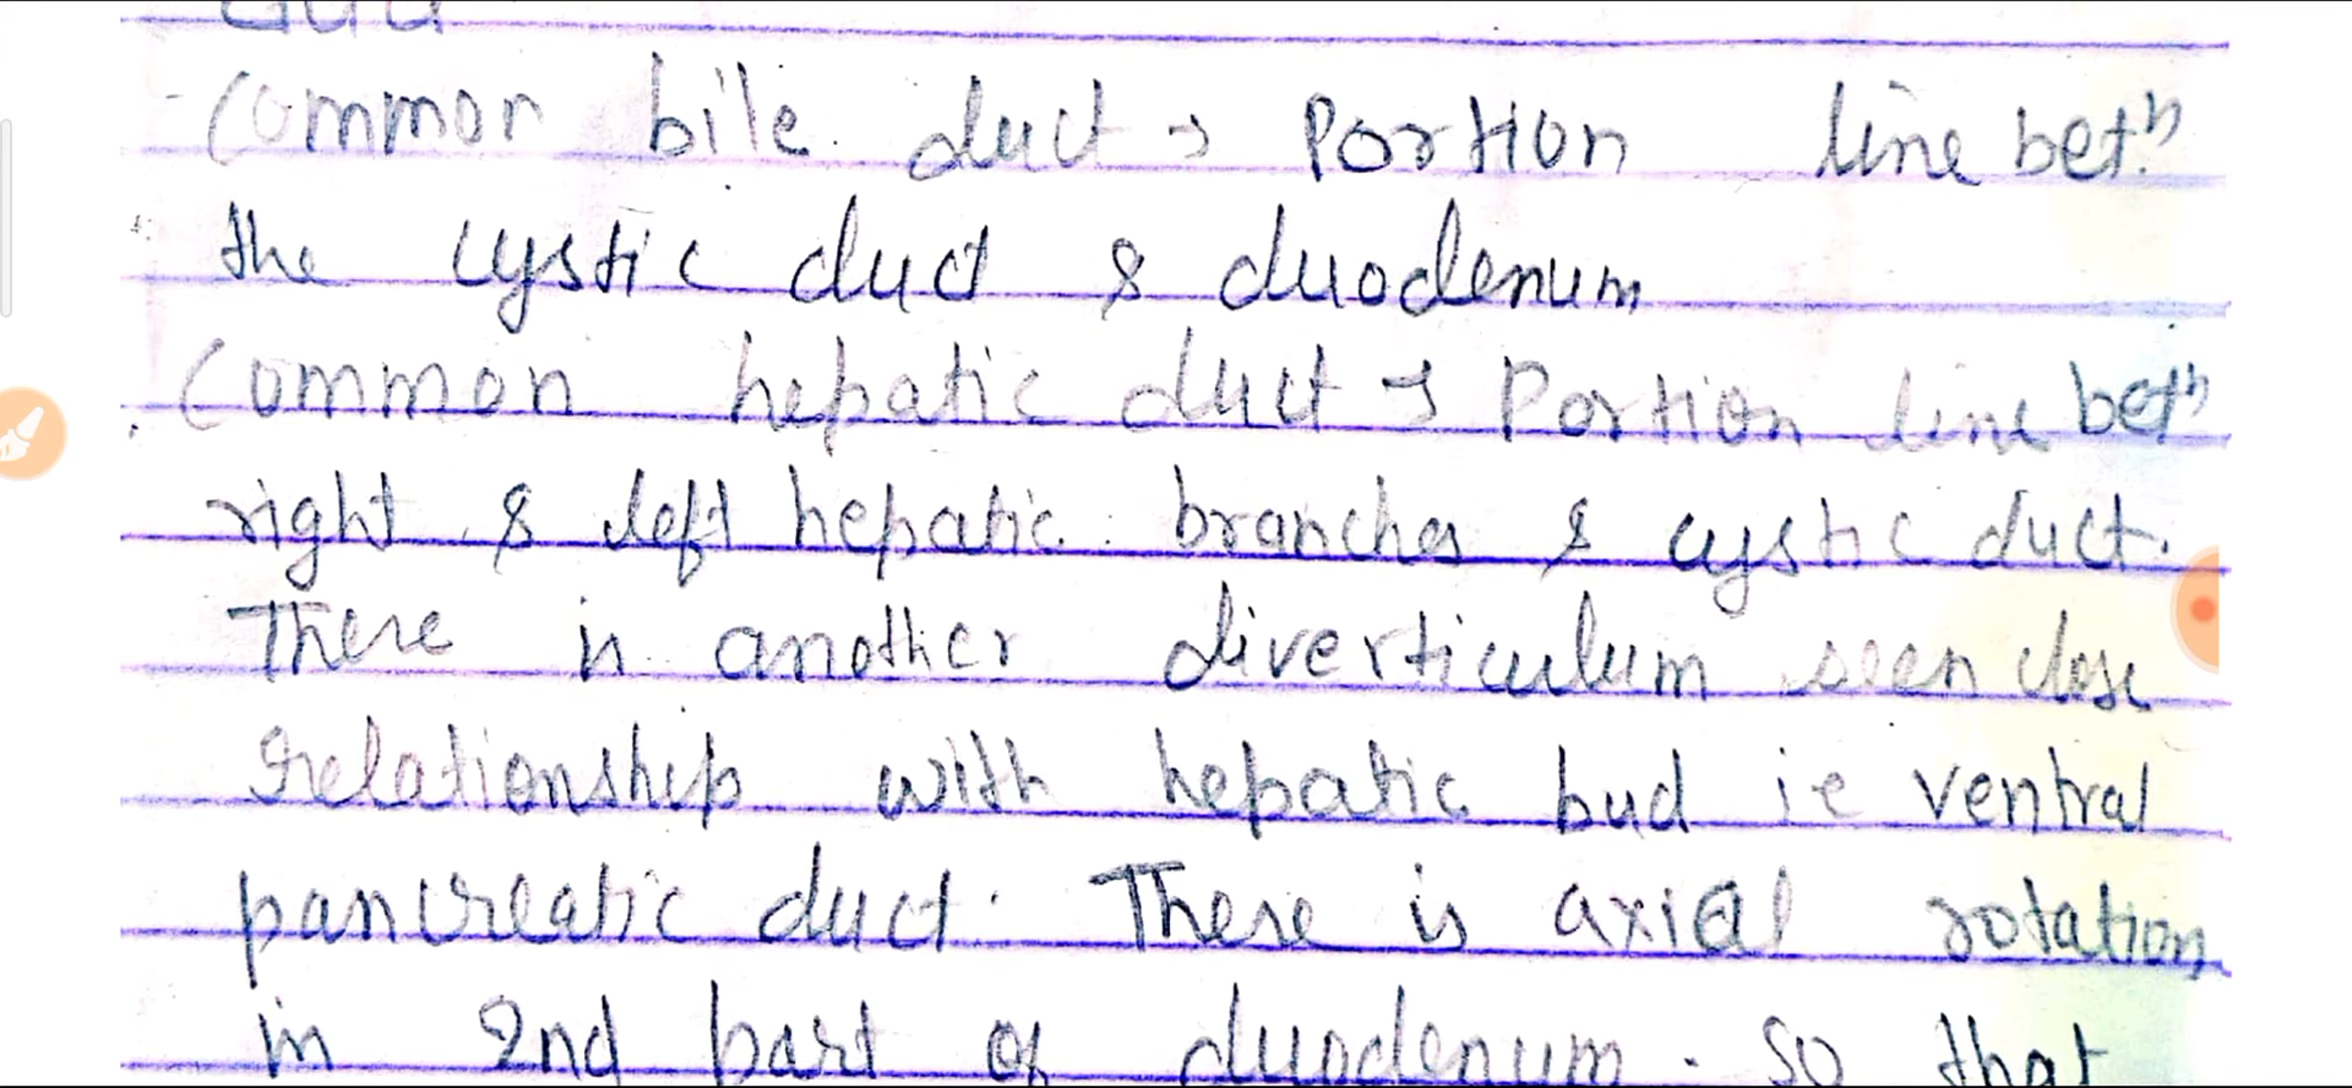 - Common bile duct → Portion line betn
the cystic duct & duodenum
Common hepatic duct → Portion line betn
right & left hepatic branches & cystic duct.
There is another diverticulum seen close
relationship with hepatic bud ie ventral
pancreatic duct. There is axial rotation
in 2nd part of duodenum. So that